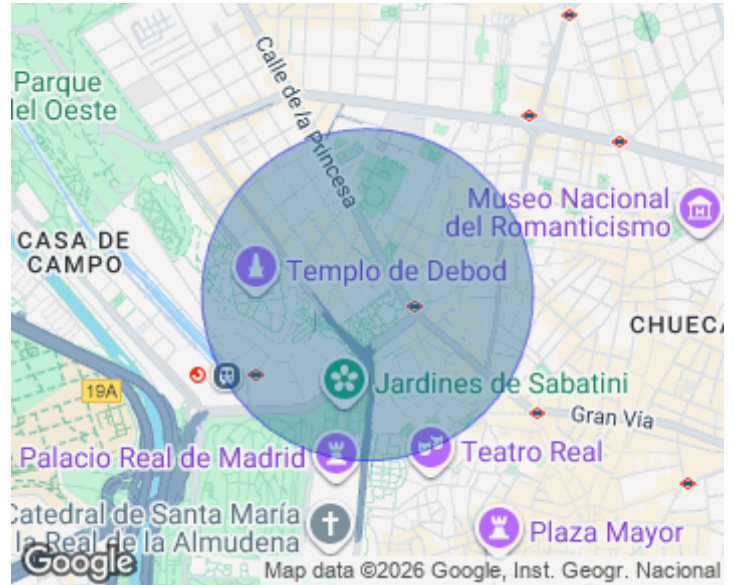 Calle de la Princesa
Parque
del Oeste
Museo Nacional
del Romanticismo
CASA DE
CAMPO
Templo de Debod
CHUECA
19A
Jardines de Sabatini
Gran Vía
Palacio Real de Madrid
Teatro Real
Catedral de Santa María
la Real de la Almudena
Plaza Mayor
Google
Map data ©2026 Google, Inst. Geogr. Nacional